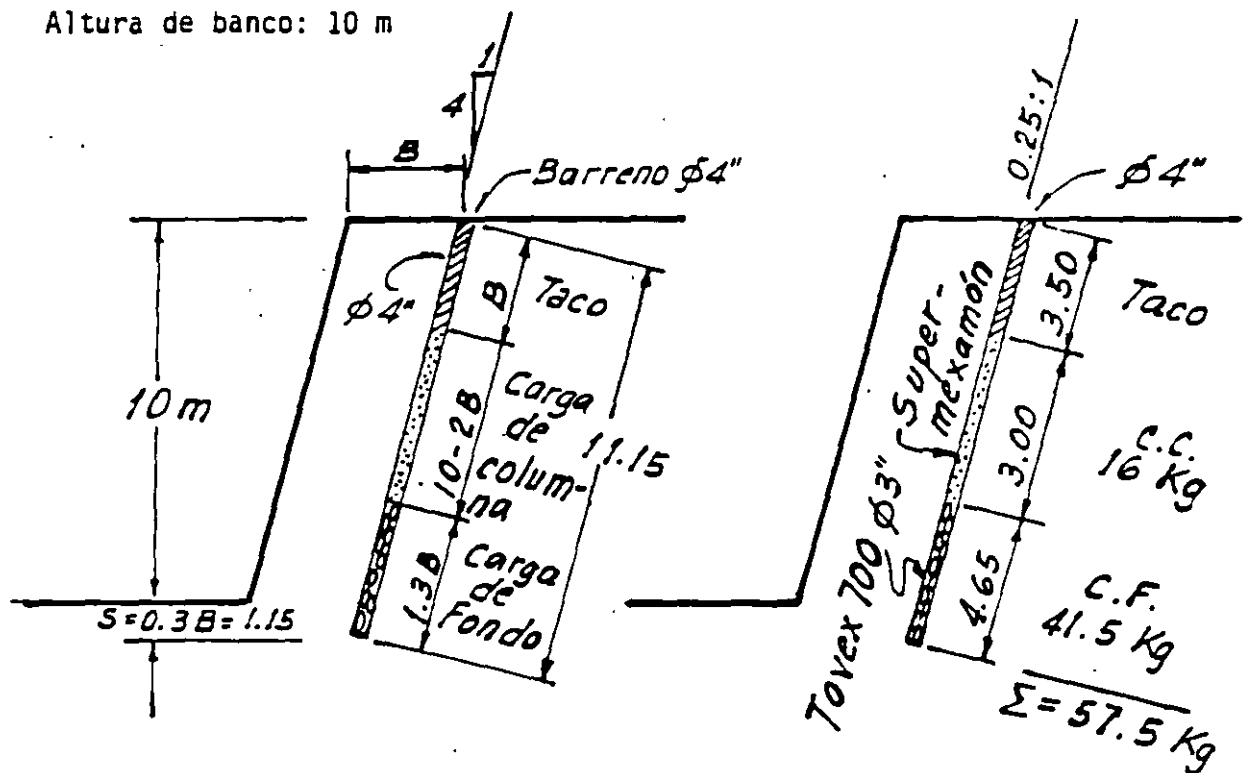 Altura de banco: 10 m
1
4
B
Barreno φ4"
φ4"
B
Taco
10 m
10-2B
Carga
de
colum-
na
11.15
1.3B
Carga
de
Fondo
S=0.3B=1.15
0.25:1
φ4"
3.50
Taco
Super-
mexamón
3.00
C.C.
16 Kg
Tovex 700 φ3"
4.65
C.F.
41.5 Kg
Σ=57.5 Kg